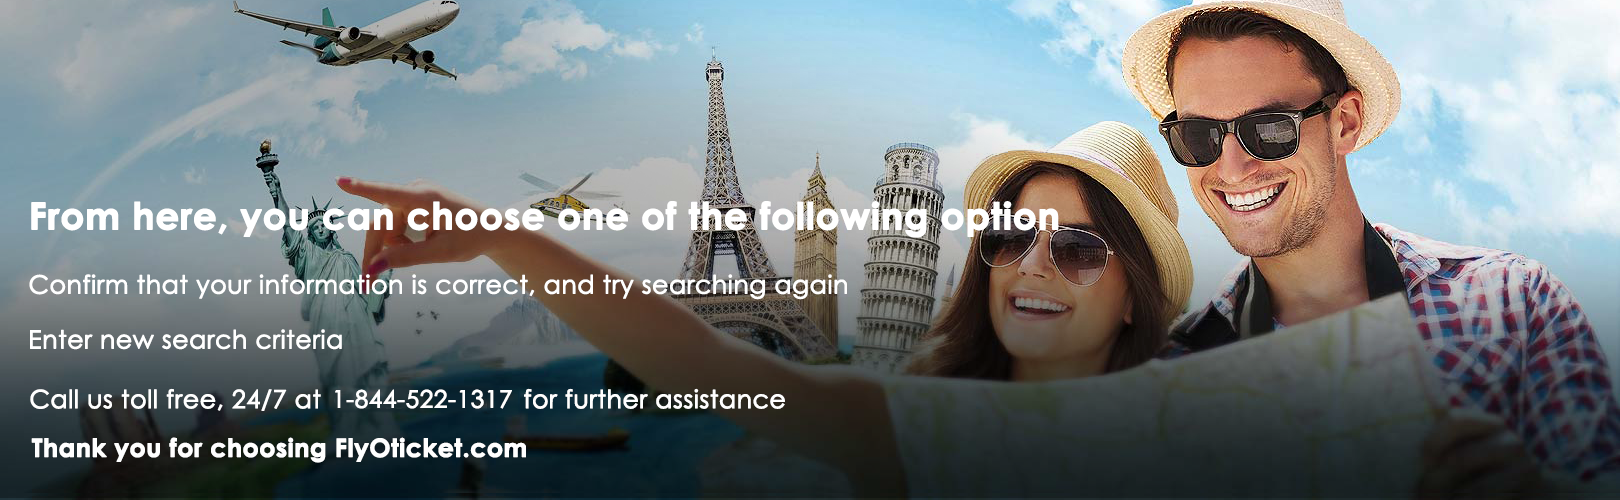 From here, you can choose one of the following option
Confirm that your information is correct, and try searching again
Enter new search criteria
Call us toll free, 24/7 at 1-844-522-1317 for further assistance
Thank you for choosing FlyOticket.com